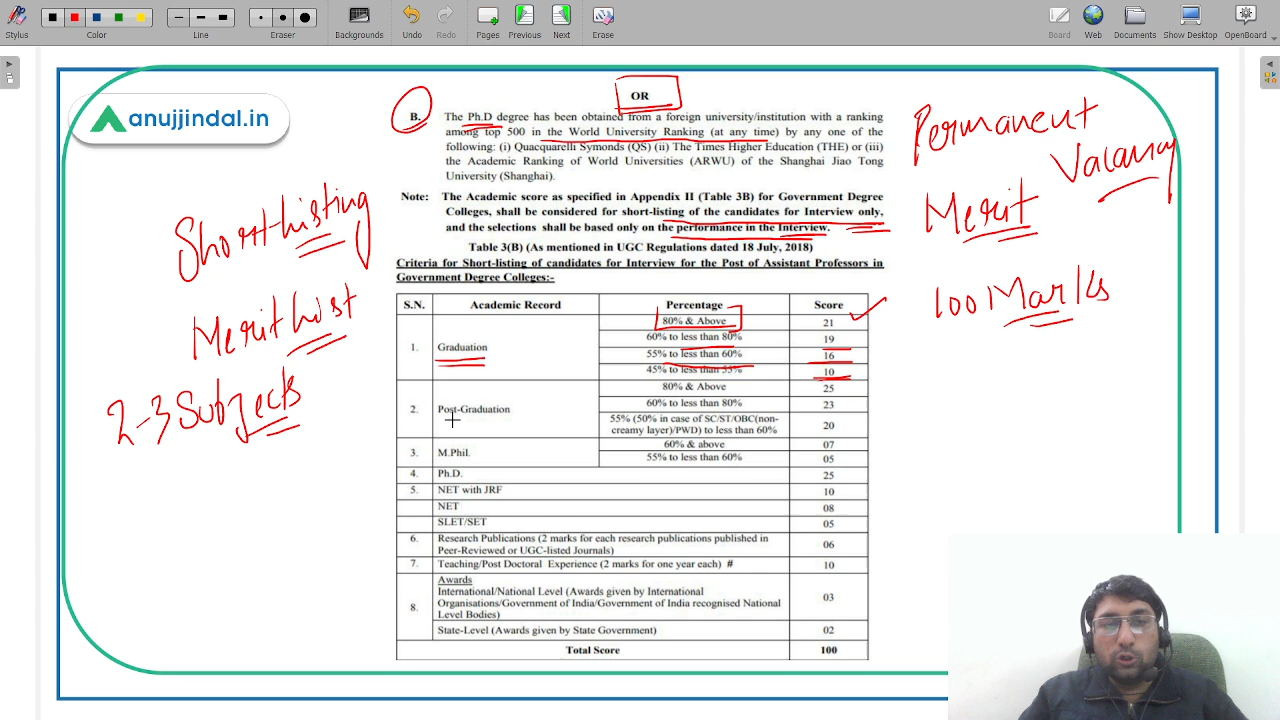 Stylus
Color
Line
Eraser
Backgrounds
Undo
Redo
Pages
Previous
Next
Erase
Board
Web
Documents
Show Desktop
OpenBoard
anujjindal.in
OR
B. The Ph.D degree has been obtained from a foreign university/institution with a ranking
among top 500 in the World University Ranking (at any time) by any one of the
following: (i) Quacquarelli Symonds (QS) (ii) The Times Higher Education (THE) or (iii)
the Academic Ranking of World Universities (ARWU) of the Shanghai Jiao Tong
University (Shanghai).
Note: The Academic score as specified in Appendix II (Table 3B) for Government Degree
Colleges, shall be considered for short-listing of the candidates for Interview only,
and the selections shall be based only on the performance in the Interview.
Table 3(B) (As mentioned in UGC Regulations dated 18 July, 2018)
Criteria for Short-listing of candidates for Interview for the Post of Assistant Professors in
Government Degree Colleges:-
S.N. Academic Record Percentage Score
1. Graduation 80% & Above 21
60% to less than 80% 19
55% to less than 60% 16
45% to less than 55% 10
2. Post-Graduation 80% & Above 25
60% to less than 80% 23
55% (50% in case of SC/ST/OBC(non-
creamy layer)/PWD) to less than 60% 20
3. M.Phil. 60% & above 07
55% to less than 60% 05
4. Ph.D. 25
5. NET with JRF 10
NET 08
SLET/SET 05
6. Research Publications (2 marks for each research publications published in
Peer-Reviewed or UGC-listed Journals) 06
7. Teaching/Post Doctoral Experience (2 marks for one year each) # 10
8. Awards
International/National Level (Awards given by International
Organisations/Government of India/Government of India recognised National
Level Bodies) 03
State-Level (Awards given by State Government) 02
Total Score 100
Shortlisting
Merit List
2-3 Subjects
Permanent
Vacancy
Merit
100 Marks